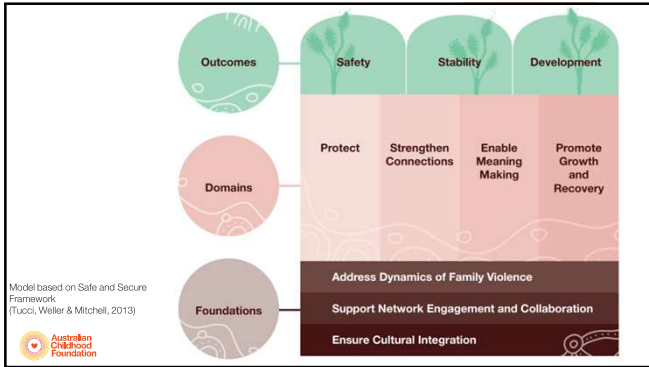 Outcomes
Safety
Stability
Development
Domains
Protect
Strengthen
Connections
Enable
Meaning
Making
Promote
Growth
and
Recovery
Foundations
Address Dynamics of Family Violence
Support Network Engagement and Collaboration
Ensure Cultural Integration
Model based on Safe and Secure
Framework
(Tucci, Weller & Mitchell, 2013)
Australian
Childhood
Foundation